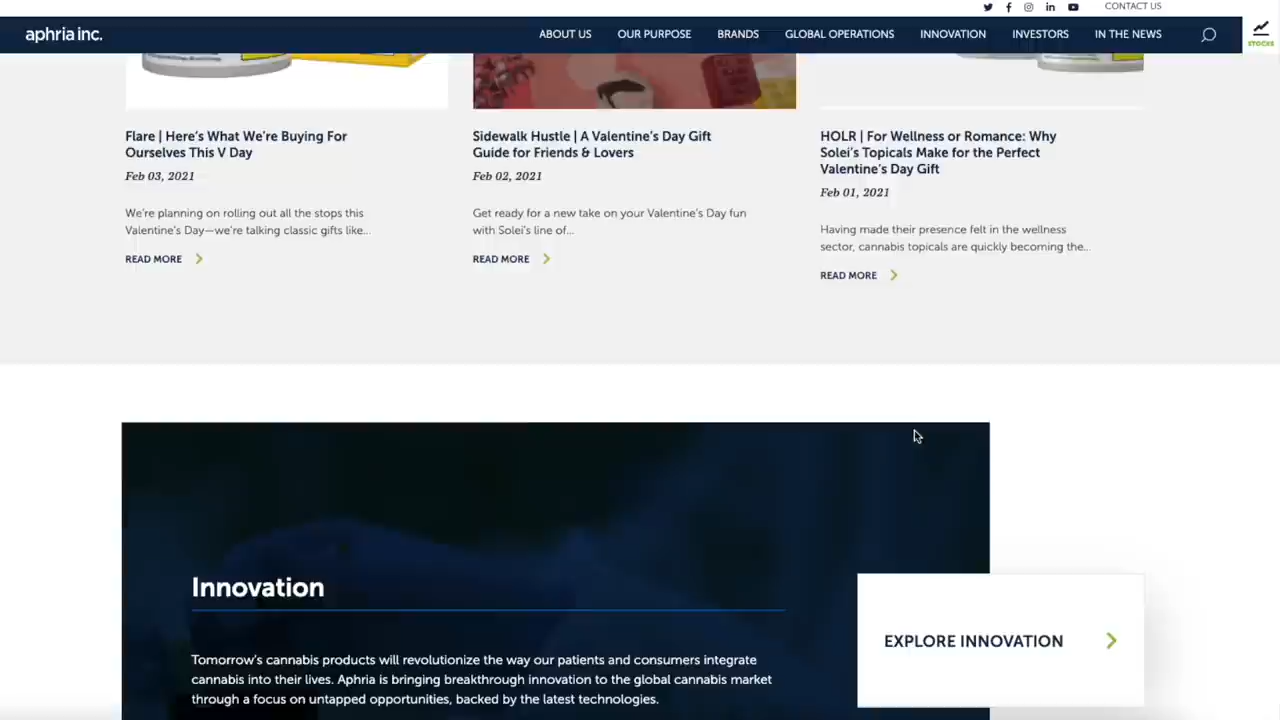 CONTACT US
aphria inc.
ABOUT US
OUR PURPOSE
BRANDS
GLOBAL OPERATIONS
INNOVATION
INVESTORS
IN THE NEWS
STOCKS
Flare | Here's What We're Buying For
Ourselves This V Day
Feb 03, 2021
We're planning on rolling out all the stops this
Valentine's Day—we're talking classic gifts like...
READ MORE
Sidewalk Hustle | A Valentine's Day Gift
Guide for Friends & Lovers
Feb 02, 2021
Get ready for a new take on your Valentine's Day fun
with Solei's line of...
READ MORE
HOLR | For Wellness or Romance: Why
Solei's Topicals Make for the Perfect
Valentine's Day Gift
Feb 01, 2021
Having made their presence felt in the wellness
sector, cannabis topicals are quickly becoming the...
READ MORE
Innovation
Tomorrow's cannabis products will revolutionize the way our patients and consumers integrate
cannabis into their lives. Aphria is bringing breakthrough innovation to the global cannabis market
through a focus on untapped opportunities, backed by the latest technologies.
EXPLORE INNOVATION